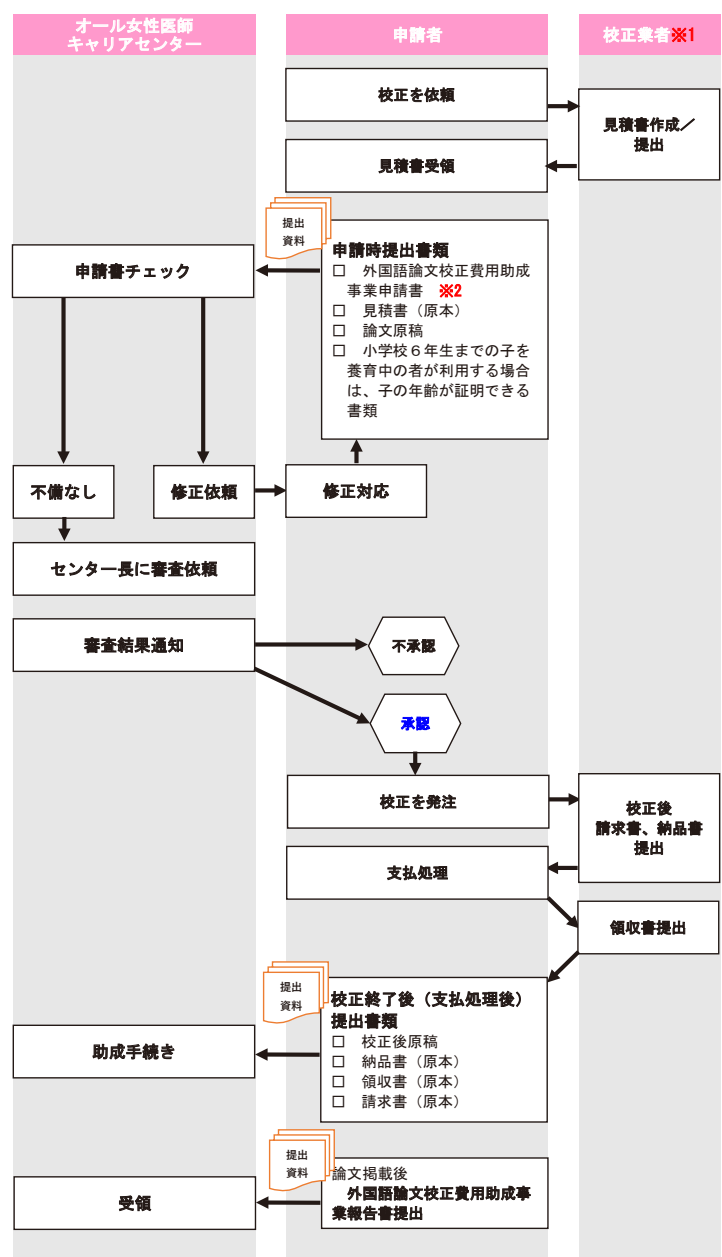 オール女性医師
キャリアセンター
申請者
校正業者※1
校正を依頼
見積書作成／
提出
見積書受領
提出
資料
申請時提出書類
□　外国語論文校正費用助成
事業申請書　※2
□　見積書（原本）
□　論文原稿
□　小学校６年生までの子を
養育中の者が利用する場合
は、子の年齢が証明できる
書類
申請書チェック
不備なし
修正依頼
修正対応
センター長に審査依頼
審査結果通知
不承認
承認
校正を発注
校正後
請求書、納品書
提出
支払処理
領収書提出
提出
資料
校正終了後（支払処理後）
提出書類
□　校正後原稿
□　納品書（原本）
□　領収書（原本）
□　請求書（原本）
助成手続き
提出
資料
論文掲載後
外国語論文校正費用助成事
業報告書提出
受領